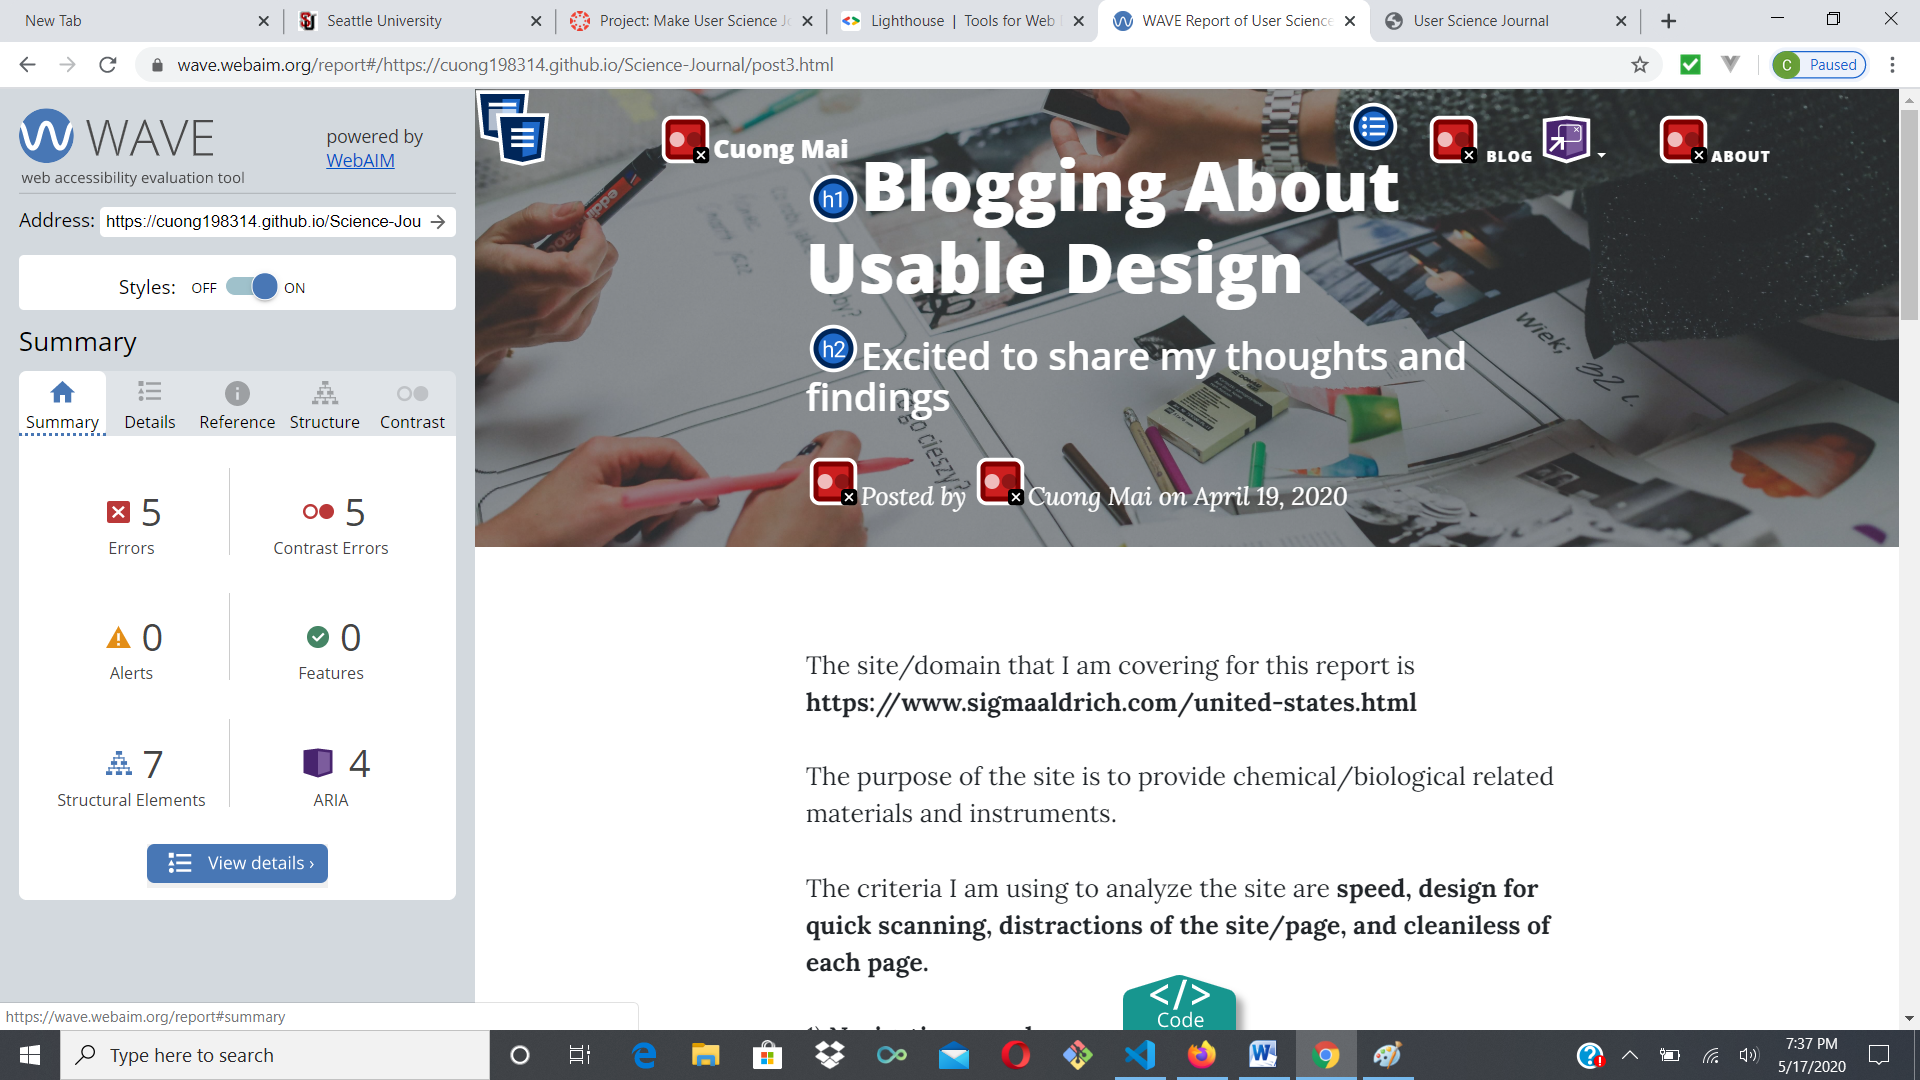 New Tab
Seattle University
Project: Make User Science Jo
Lighthouse | Tools for Web
WAVE Report of User Science
User Science Journal
wave.webaim.org/report#/https://cuong198314.github.io/Science-Journal/post3.html
C Paused
WAVE
web accessibility evaluation tool
powered by
WebAIM
Address: https://cuong198314.github.io/Science-Jou
Styles: OFF ON
Summary
Summary Details Reference Structure Contrast
5 Errors
5 Contrast Errors
0 Alerts
0 Features
7 Structural Elements
4 ARIA
View details ›
Cuong Mai
BLOG
ABOUT
h1 Blogging About
Usable Design
h2 Excited to share my thoughts and
findings
Posted by Cuong Mai on April 19, 2020
Wiek:
32 l.
go cieszy?
The site/domain that I am covering for this report is
https://www.sigmaaldrich.com/united-states.html
The purpose of the site is to provide chemical/biological related
materials and instruments.
The criteria I am using to analyze the site are speed, design for
quick scanning, distractions of the site/page, and cleaniless of
each page.
</>
Code
https://wave.webaim.org/report#summary
Type here to search
7:37 PM
5/17/2020